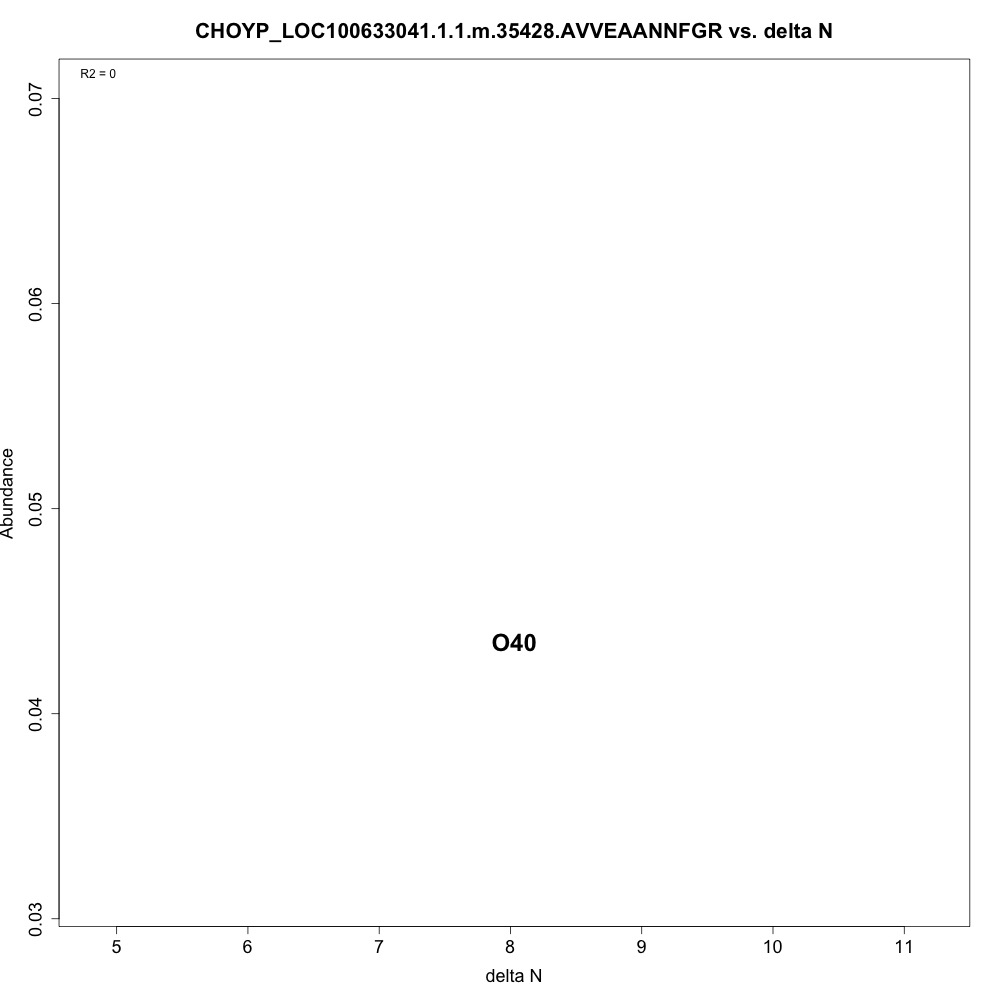 CHOYP_LOC100633041.1.1.m.35428.AVVEAANNFGR vs. delta N
R2 = 0
0.07
0.06
0.05
0.04
0.03
Abundance
O40
5 6 7 8 9 10 11
delta N